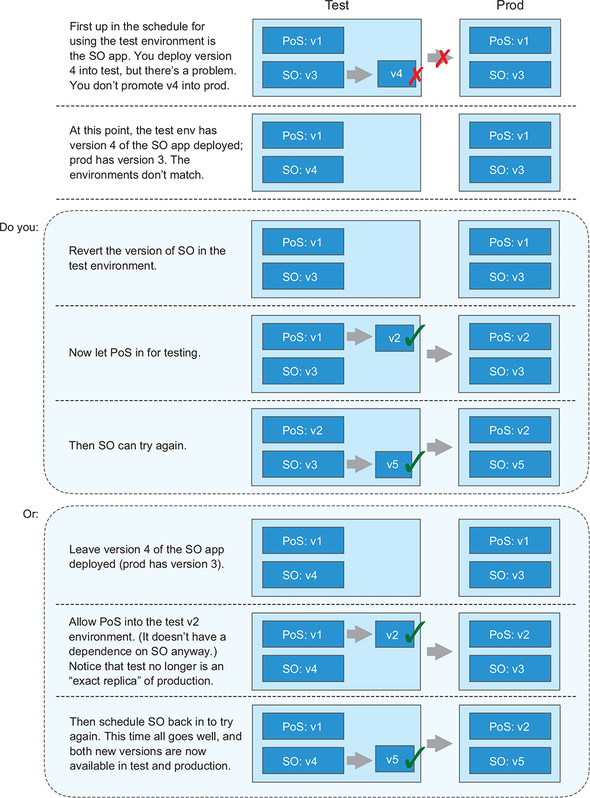 Test
Prod
First up in the schedule for
using the test environment is
the SO app. You deploy version
4 into test, but there's a problem.
You don't promote v4 into prod.
PoS: v1
SO: v3
v4
PoS: v1
SO: v3
At this point, the test env has
version 4 of the SO app deployed;
prod has version 3. The
environments don't match.
PoS: v1
SO: v4
PoS: v1
SO: v3
Do you:
Revert the version of SO in the
test environment.
PoS: v1
SO: v3
PoS: v1
SO: v3
Now let PoS in for testing.
PoS: v1
v2
SO: v3
PoS: v2
SO: v3
Then SO can try again.
PoS: v2
SO: v3
v5
PoS: v2
SO: v5
Or:
Leave version 4 of the SO app
deployed (prod has version 3).
PoS: v1
SO: v4
PoS: v1
SO: v3
Allow PoS into the test v2
environment. (It doesn't have a
dependence on SO anyway.)
Notice that test no longer is an
"exact replica" of production.
PoS: v1
v2
SO: v4
PoS: v2
SO: v3
Then schedule SO back in to try
again. This time all goes well, and
both new versions are now
available in test and production.
PoS: v1
SO: v4
v5
PoS: v2
SO: v5